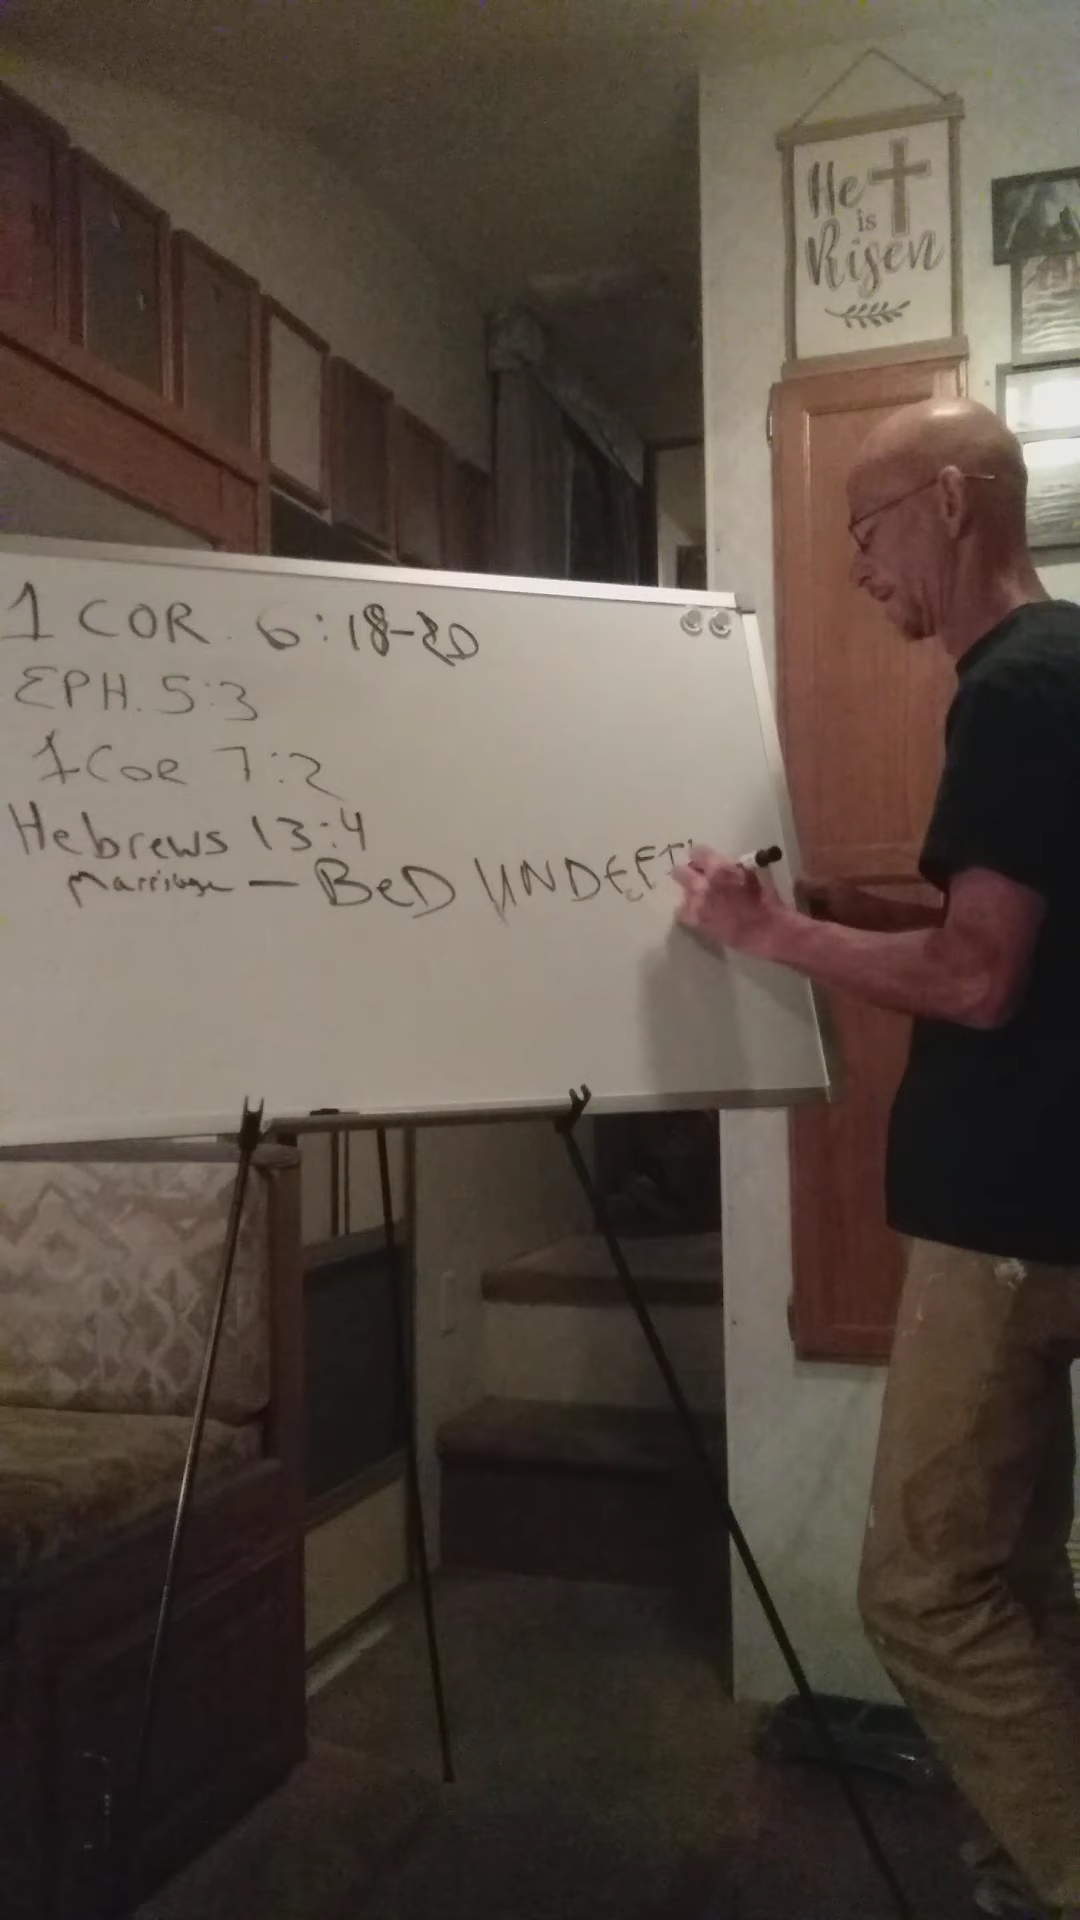 He
is
Risen
1 COR. 6:18-20
EPH. 5:3
1 COR 7:2
Hebrews 13:4
Marriage — BeD UNDEFI